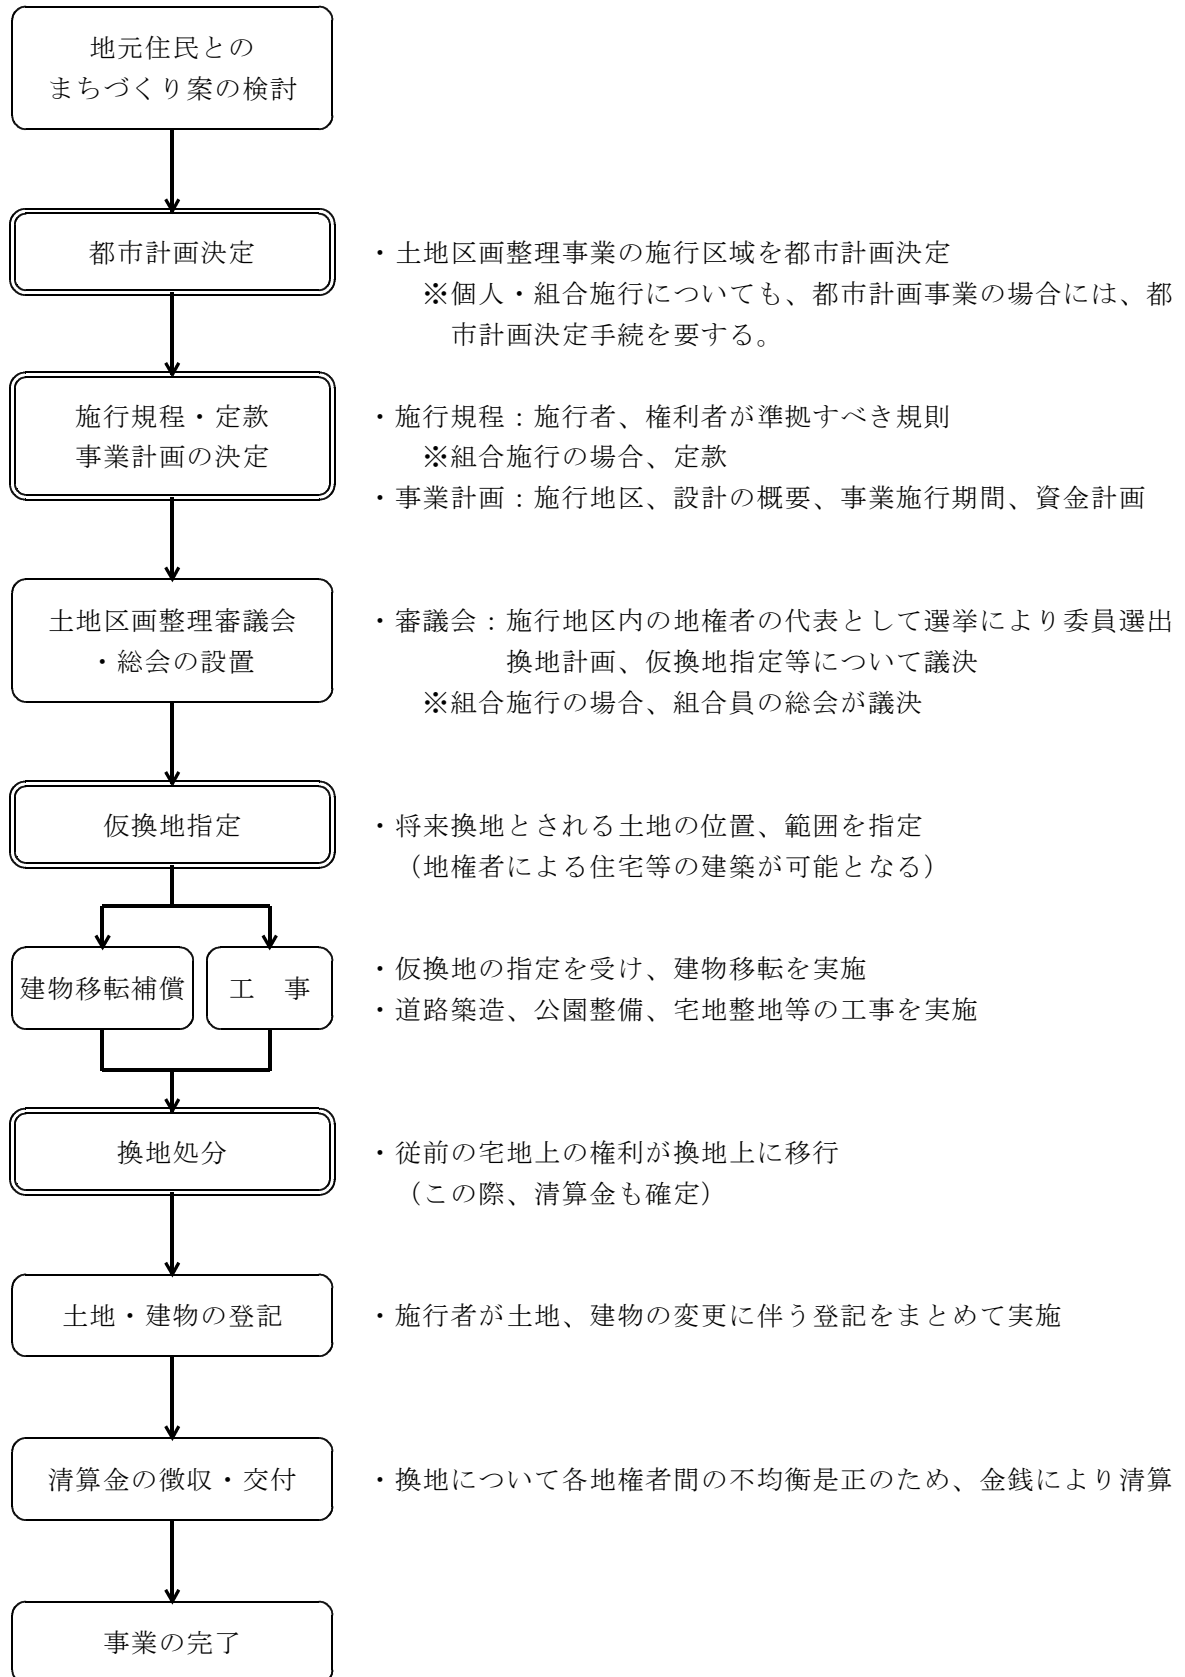 地元住民との
まちづくり案の検討
都市計画決定
・土地区画整理事業の施行区域を都市計画決定
※個人・組合施行についても、都市計画事業の場合には、都
市計画決定手続を要する。
施行規程・定款
事業計画の決定
・施行規程：施行者、権利者が準拠すべき規則
※組合施行の場合、定款
・事業計画：施行地区、設計の概要、事業施行期間、資金計画
土地区画整理審議会
・総会の設置
・審議会：施行地区内の地権者の代表として選挙により委員選出
換地計画、仮換地指定等について議決
※組合施行の場合、組合員の総会が議決
仮換地指定
・将来換地とされる土地の位置、範囲を指定
（地権者による住宅等の建築が可能となる）
建物移転補償
工　事
・仮換地の指定を受け、建物移転を実施
・道路築造、公園整備、宅地整地等の工事を実施
換地処分
・従前の宅地上の権利が換地上に移行
（この際、清算金も確定）
土地・建物の登記
・施行者が土地、建物の変更に伴う登記をまとめて実施
清算金の徴収・交付
・換地について各地権者間の不均衡是正のため、金銭により清算
事業の完了